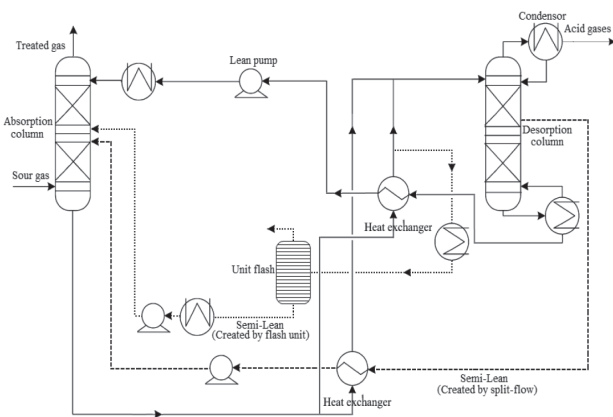 Condensor
Acid gases
Treated gas
Lean pump
Absorption
column
Desorption
column
Sour gas
Heat exchanger
Unit flash
Semi-Lean
(Created by flash unit)
Semi-Lean
(Created by split-flow)
Heat exchanger